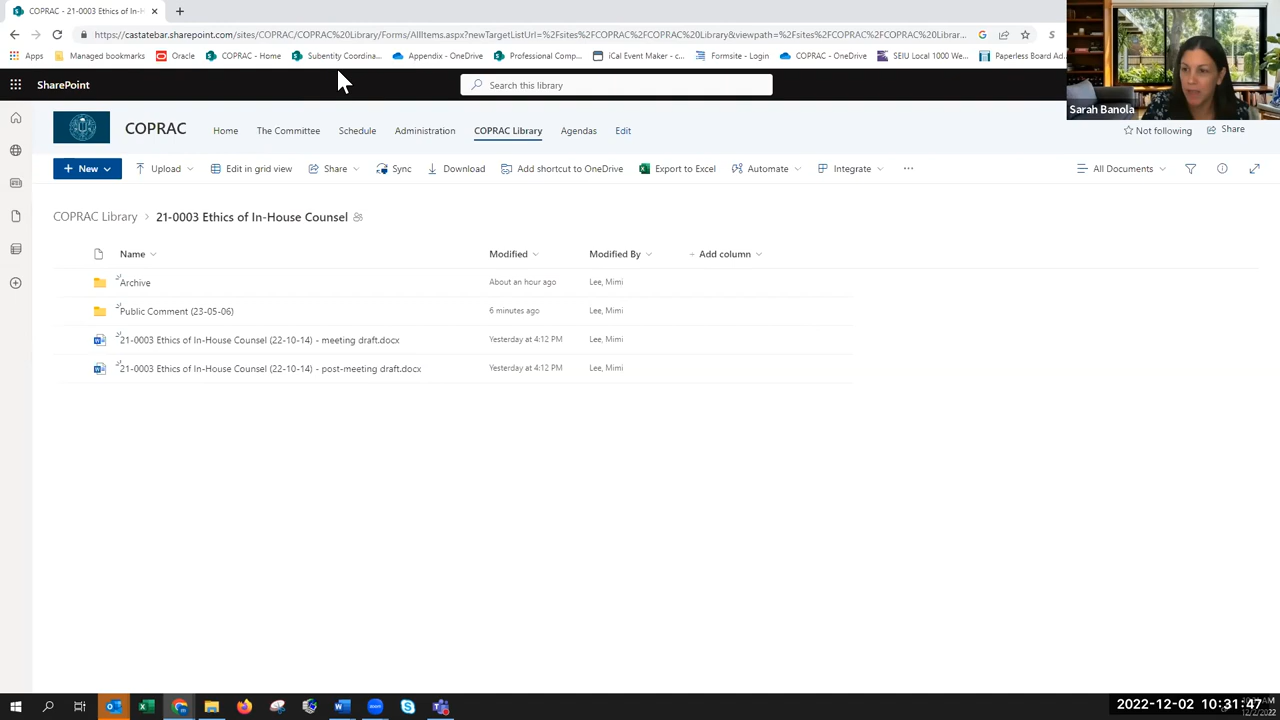 COPRAC - 21-0003 Ethics of In-H
https://castatebar.sharepoint.com/sites/COPRAC/COPRAC%20Lib
px?newTargetListUrl=%2Fsites%2FCOPRAC%2FCOPRAC%20Library&viewpath=%2Fsites%2FCOPRAC%2FCOPRAC%20Librar...
Apps
Managed bookmarks
Oracle
COPRAC - Home
Subentity
ppendix - OneDrive
Professional Comp...
iCal Event Maker - c...
Formsite - Login
COPRAC - OneDrive
SEIU Local 1000 We...
Paperless Board Ad
SharePoint
Search this library
Sarah Banola
COPRAC
Home
The Committee
Schedule
Administration
COPRAC Library
Agendas
Edit
Not following
Share
New
Upload
Edit in grid view
Share
Sync
Download
Add shortcut to OneDrive
Export to Excel
Automate
Integrate
All Documents
COPRAC Library > 21-0003 Ethics of In-House Counsel
Name
Modified
Modified By
+ Add column
Archive
About an hour ago
Lee, Mimi
Public Comment (23-05-06)
6 minutes ago
Lee, Mimi
21-0003 Ethics of In-House Counsel (22-10-14) - meeting draft.docx
Yesterday at 4:12 PM
Lee, Mimi
21-0003 Ethics of In-House Counsel (22-10-14) - post-meeting draft.docx
Yesterday at 4:12 PM
Lee, Mimi
2022-12-02 10:31:47